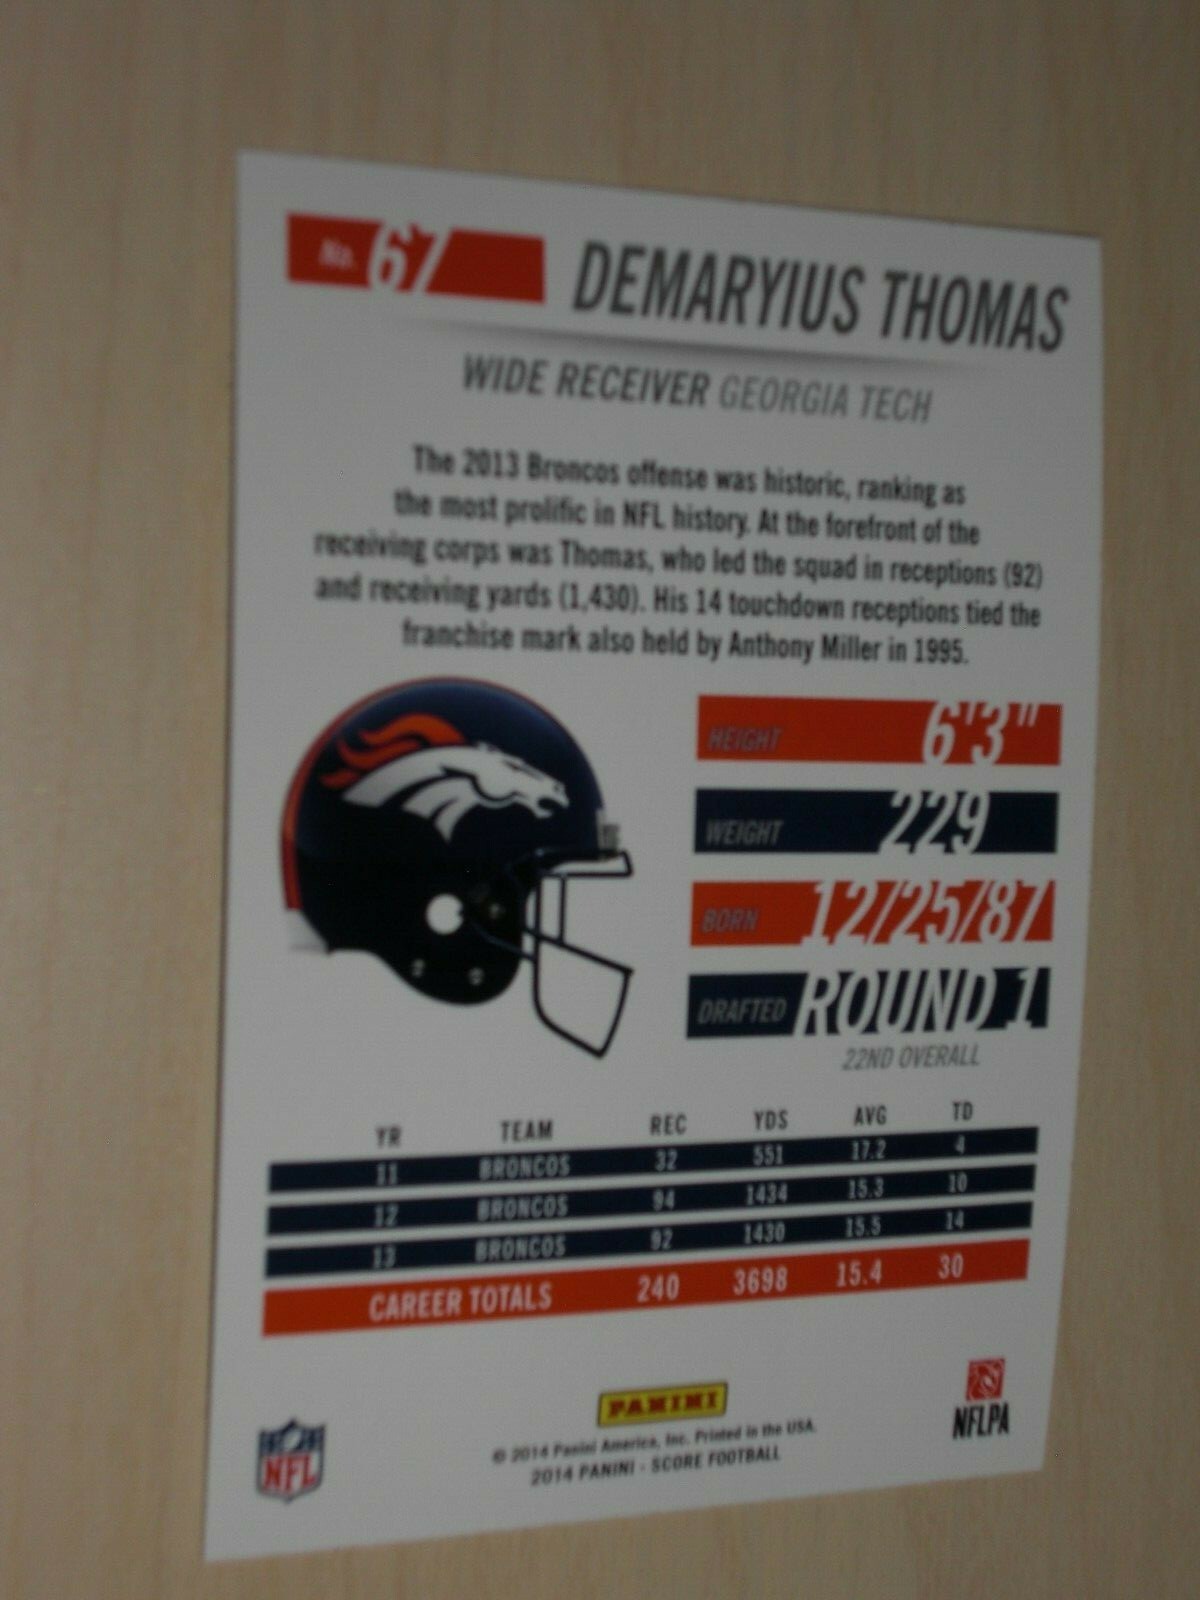 No. 67
DEMARYIUS THOMAS
WIDE RECEIVER GEORGIA TECH
The 2013 Broncos offense was historic, ranking as
the most prolific in NFL history. At the forefront of the
receiving corps was Thomas, who led the squad in receptions (92)
and receiving yards (1,430). His 14 touchdown receptions tied the
franchise mark also held by Anthony Miller in 1995.
HEIGHT 6'3"
WEIGHT 229
BORN 12/25/87
DRAFTED ROUND 1
22ND OVERALL
YR TEAM REC YDS AVG TD
11 BRONCOS 32 551 17.2 4
12 BRONCOS 94 1434 15.3 10
13 BRONCOS 92 1430 15.5 14
CAREER TOTALS 240 3698 15.4 30
PANINI
© 2014 Panini America, Inc. Printed in the USA.
2014 PANINI - SCORE FOOTBALL
NFL
NFLPA